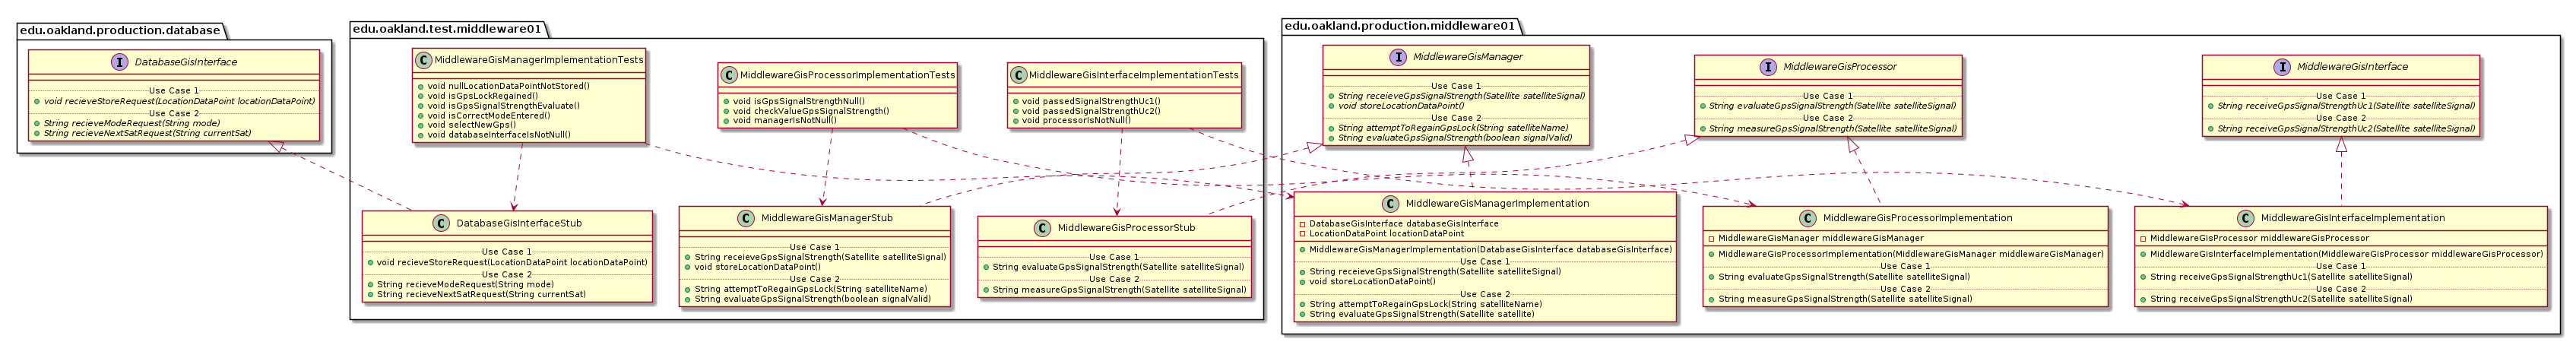 edu.oakland.production.database
DatabaseGisInterface
Use Case 1
void recieveStoreRequest(LocationDataPoint locationDataPoint)
Use Case 2
String recieveModeRequest(String mode)
String recieveNextSatRequest(String currentSat)
edu.oakland.test.middleware01
MiddlewareGisManagerImplementationTests
void nullLocationDataPointNotStored()
void isGpsLockRegained()
void isGpsSignalStrengthEvaluate()
void isCorrectModeEntered()
void selectNewGps()
void databaseInterfaceIsNotNull()
MiddlewareGisProcessorImplementationTests
void isGpsSignalStrengthNull()
void checkValueGpsSignalStrength()
void managerIsNotNull()
MiddlewareGisInterfaceImplementationTests
void passedSignalStrengthUc1()
void passedSignalStrengthUc2()
void processorIsNotNull()
DatabaseGisInterfaceStub
Use Case 1
void recieveStoreRequest(LocationDataPoint locationDataPoint)
Use Case 2
String recieveModeRequest(String mode)
String recieveNextSatRequest(String currentSat)
MiddlewareGisManagerStub
Use Case 1
String receieveGpsSignalStrength(Satellite satelliteSignal)
void storeLocationDataPoint()
Use Case 2
String attemptToRegainGpsLock(String satelliteName)
String evaluateGpsSignalStrength(boolean signalValid)
MiddlewareGisProcessorStub
Use Case 1
String evaluateGpsSignalStrength(Satellite satelliteSignal)
Use Case 2
String measureGpsSignalStrength(Satellite satelliteSignal)
edu.oakland.production.middleware01
MiddlewareGisManager
Use Case 1
String receieveGpsSignalStrength(Satellite satelliteSignal)
void storeLocationDataPoint()
Use Case 2
String attemptToRegainGpsLock(String satelliteName)
String evaluateGpsSignalStrength(boolean signalValid)
MiddlewareGisProcessor
Use Case 1
String evaluateGpsSignalStrength(Satellite satelliteSignal)
Use Case 2
String measureGpsSignalStrength(Satellite satelliteSignal)
MiddlewareGisInterface
Use Case 1
String receiveGpsSignalStrengthUc1(Satellite satelliteSignal)
Use Case 2
String receiveGpsSignalStrengthUc2(Satellite satelliteSignal)
MiddlewareGisManagerImplementation
DatabaseGisInterface databaseGisInterface
LocationDataPoint locationDataPoint
MiddlewareGisManagerImplementation(DatabaseGisInterface databaseGisInterface)
Use Case 1
String receieveGpsSignalStrength(Satellite satelliteSignal)
void storeLocationDataPoint()
Use Case 2
String attemptToRegainGpsLock(String satelliteName)
String evaluateGpsSignalStrength(Satellite satellite)
MiddlewareGisProcessorImplementation
MiddlewareGisManager middlewareGisManager
MiddlewareGisProcessorImplementation(MiddlewareGisManager middlewareGisManager)
Use Case 1
String evaluateGpsSignalStrength(Satellite satelliteSignal)
Use Case 2
String measureGpsSignalStrength(Satellite satelliteSignal)
MiddlewareGisInterfaceImplementation
MiddlewareGisProcessor middlewareGisProcessor
MiddlewareGisInterfaceImplementation(MiddlewareGisProcessor middlewareGisProcessor)
Use Case 1
String receiveGpsSignalStrengthUc1(Satellite satelliteSignal)
Use Case 2
String receiveGpsSignalStrengthUc2(Satellite satelliteSignal)